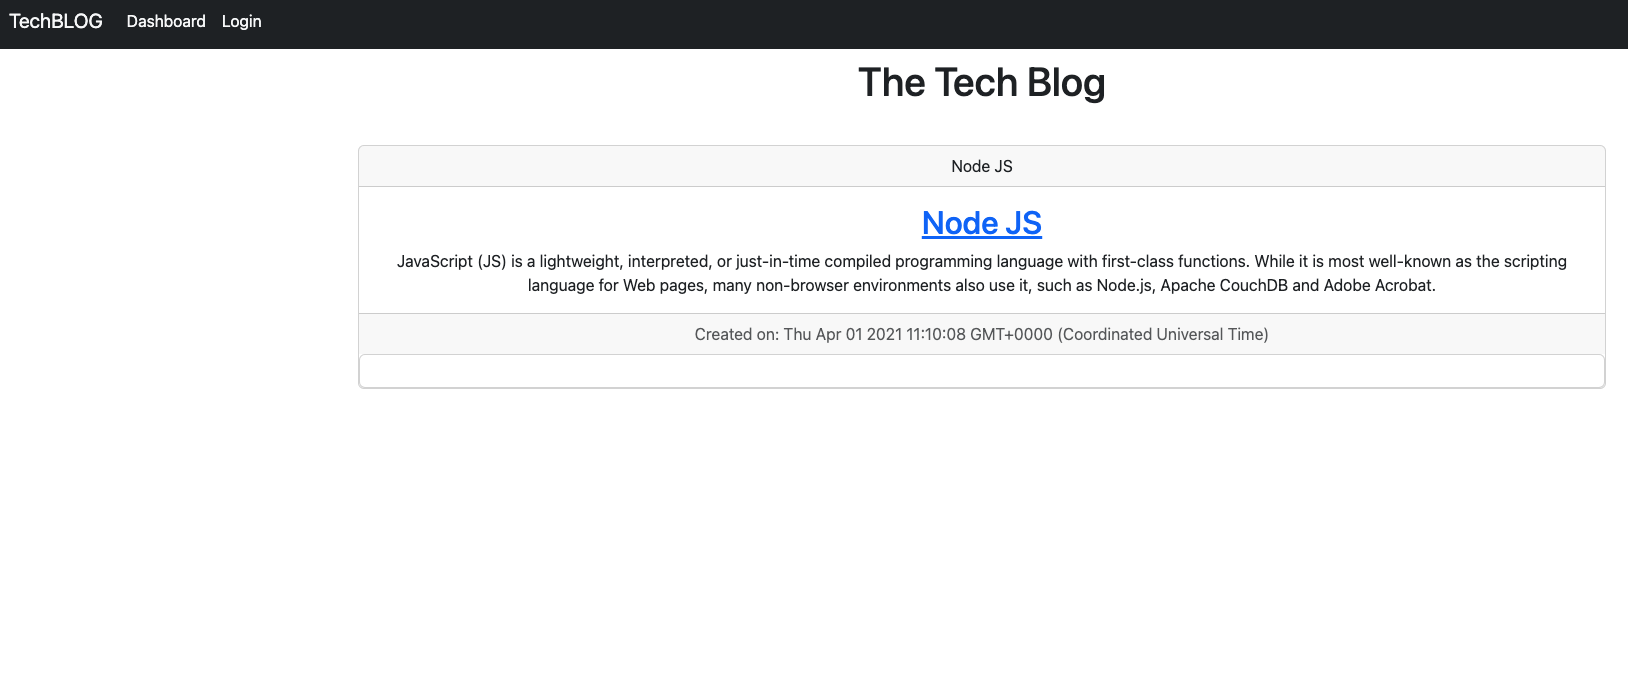 TechBLOG Dashboard Login
The Tech Blog
Node JS
Node JS
JavaScript (JS) is a lightweight, interpreted, or just-in-time compiled programming language with first-class functions. While it is most well-known as the scripting
language for Web pages, many non-browser environments also use it, such as Node.js, Apache CouchDB and Adobe Acrobat.
Created on: Thu Apr 01 2021 11:10:08 GMT+0000 (Coordinated Universal Time)